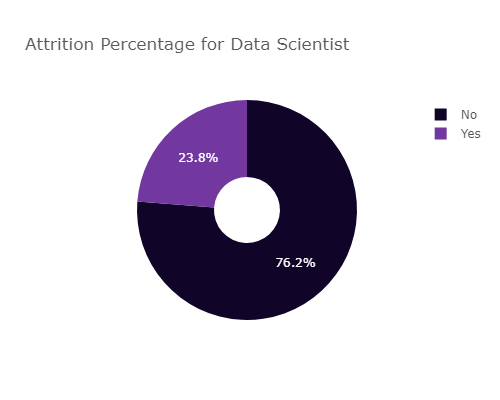 Attrition Percentage for Data Scientist
No
Yes
23.8%
76.2%